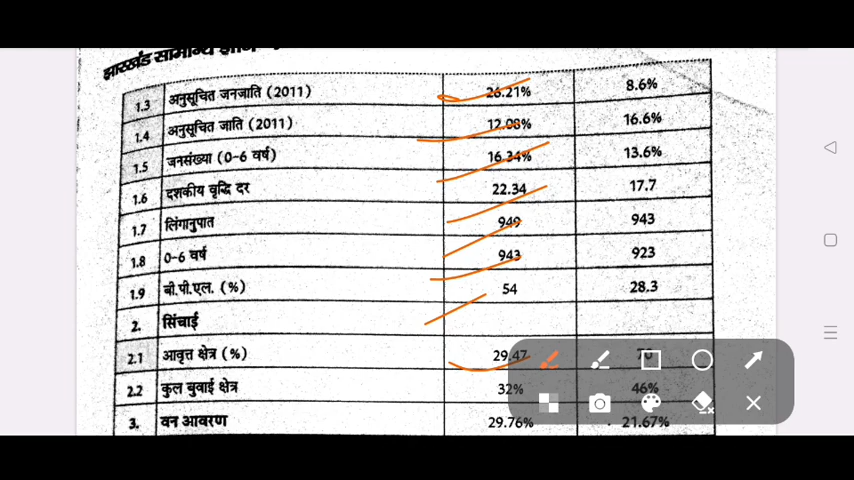 झारखंड सामान्य ज्ञान
1.3 अनुसूचित जनजाति (2011) 26.21% 8.6%
1.4 अनुसूचित जाति (2011) 12.08% 16.6%
1.5 जनसंख्या (0-6 वर्ष) 16.34% 13.6%
1.6 दशकीय वृद्धि दर 22.34 17.7
1.7 लिंगानुपात 949 943
1.8 0-6 वर्ष 943 923
1.9 बी.पी.एल. (%) 54 28.3
2. सिंचाई
2.1 आवृत्त क्षेत्र (%) 29.47 70
2.2 कुल बुवाई क्षेत्र 32% 46%
3. वन आवरण 29.76% 21.67%